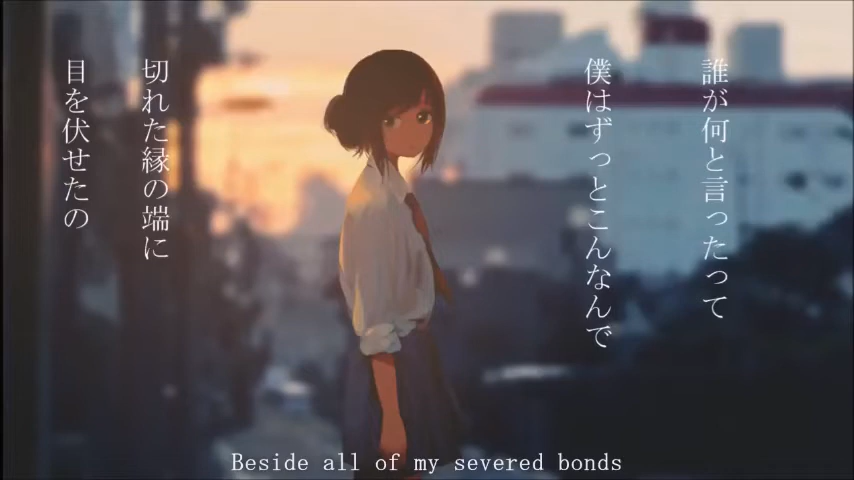 誰が何と言ったって
僕はずっとこんなんで
切れた縁の端に
目を伏せたの
Beside all of my severed bonds